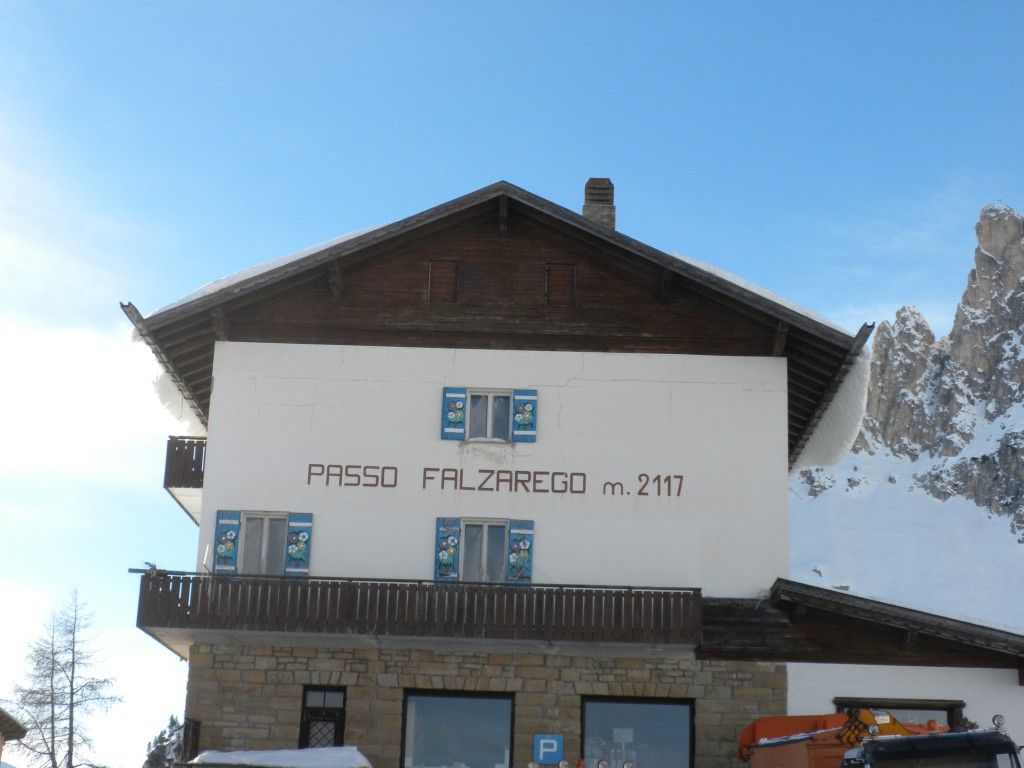 PASSO FALZAREGO m. 2117
P